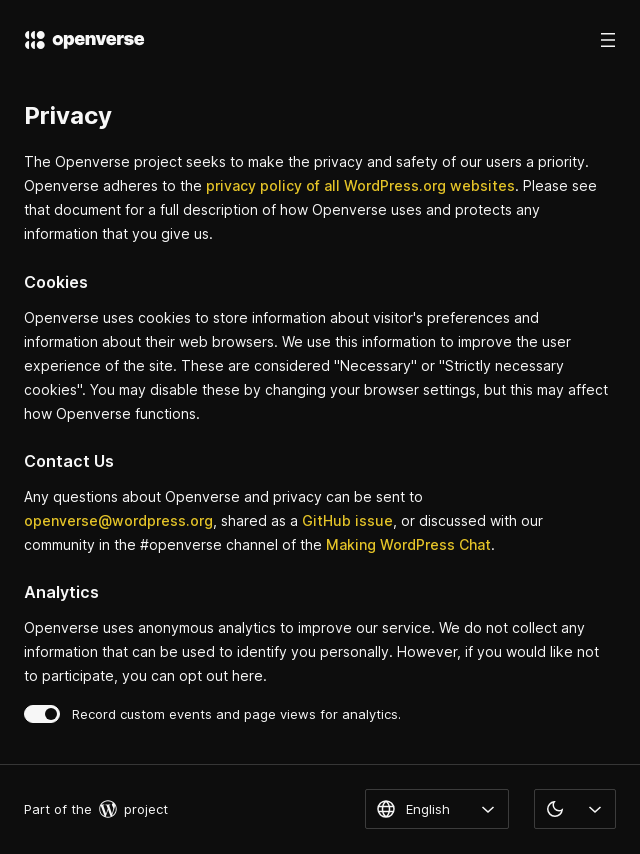 openverse
Privacy
The Openverse project seeks to make the privacy and safety of our users a priority.
Openverse adheres to the privacy policy of all WordPress.org websites. Please see
that document for a full description of how Openverse uses and protects any
information that you give us.
Cookies
Openverse uses cookies to store information about visitor's preferences and
information about their web browsers. We use this information to improve the user
experience of the site. These are considered "Necessary" or "Strictly necessary
cookies". You may disable these by changing your browser settings, but this may affect
how Openverse functions.
Contact Us
Any questions about Openverse and privacy can be sent to
openverse@wordpress.org, shared as a GitHub issue, or discussed with our
community in the #openverse channel of the Making WordPress Chat.
Analytics
Openverse uses anonymous analytics to improve our service. We do not collect any
information that can be used to identify you personally. However, if you would like not
to participate, you can opt out here.
Record custom events and page views for analytics.
Part of the project
English